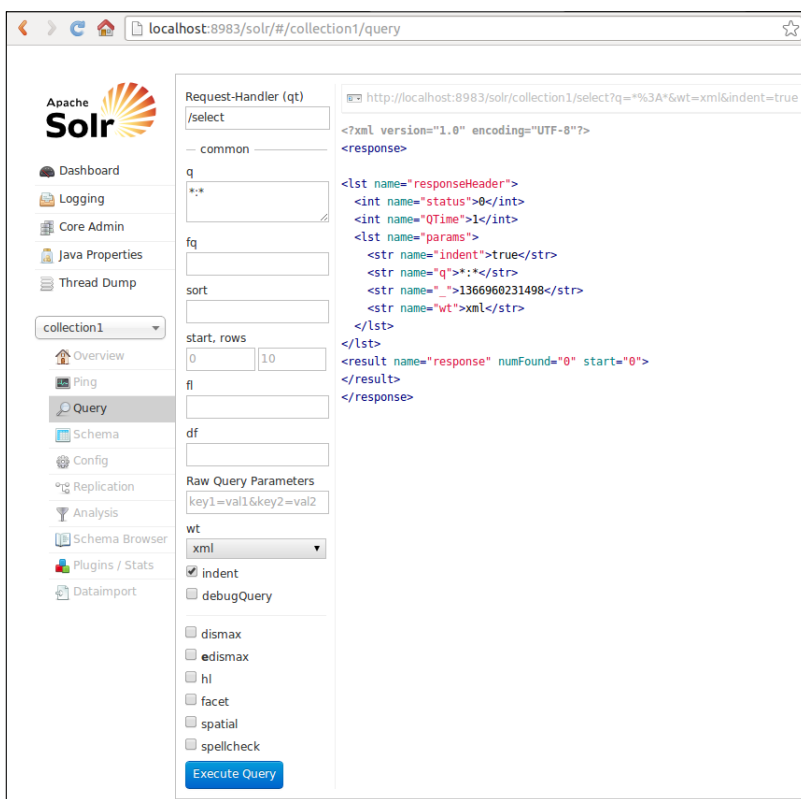 localhost:8983/solr/#/collection1/query
Apache
Solr
Dashboard
Logging
Core Admin
Java Properties
Thread Dump
collection1
Overview
Ping
Query
Schema
Config
Replication
Analysis
Schema Browser
Plugins / Stats
Dataimport
Request-Handler (qt)
/select
common
q
*:*
fq
sort
start, rows
0 10
fl
df
Raw Query Parameters
key1=val1&key2=val2
wt
xml
indent
debugQuery
dismax
edismax
hl
facet
spatial
spellcheck
Execute Query
http://localhost:8983/solr/collection1/select?q=*%3A*&wt=xml&indent=true
<?xml version="1.0" encoding="UTF-8"?>
<response>
<lst name="responseHeader">
<int name="status">0</int>
<int name="QTime">1</int>
<lst name="params">
<str name="indent">true</str>
<str name="q">*:*</str>
<str name="_">1366960231498</str>
<str name="wt">xml</str>
</lst>
</lst>
<result name="response" numFound="0" start="0">
</result>
</response>